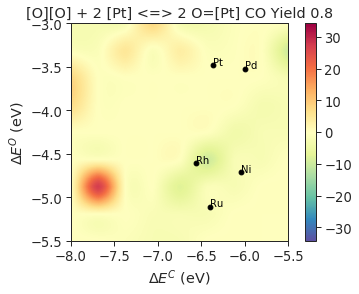 [O][O] + 2 [Pt] <=> 2 O=[Pt] CO Yield 0.8
−3.0
−3.5
−4.0
−4.5
−5.0
−5.5
ΔE^O (eV)
Pt
Pd
Rh
Ni
Ru
−8.0 −7.5 −7.0 −6.5 −6.0 −5.5
ΔE^C (eV)
30
20
10
0
−10
−20
−30